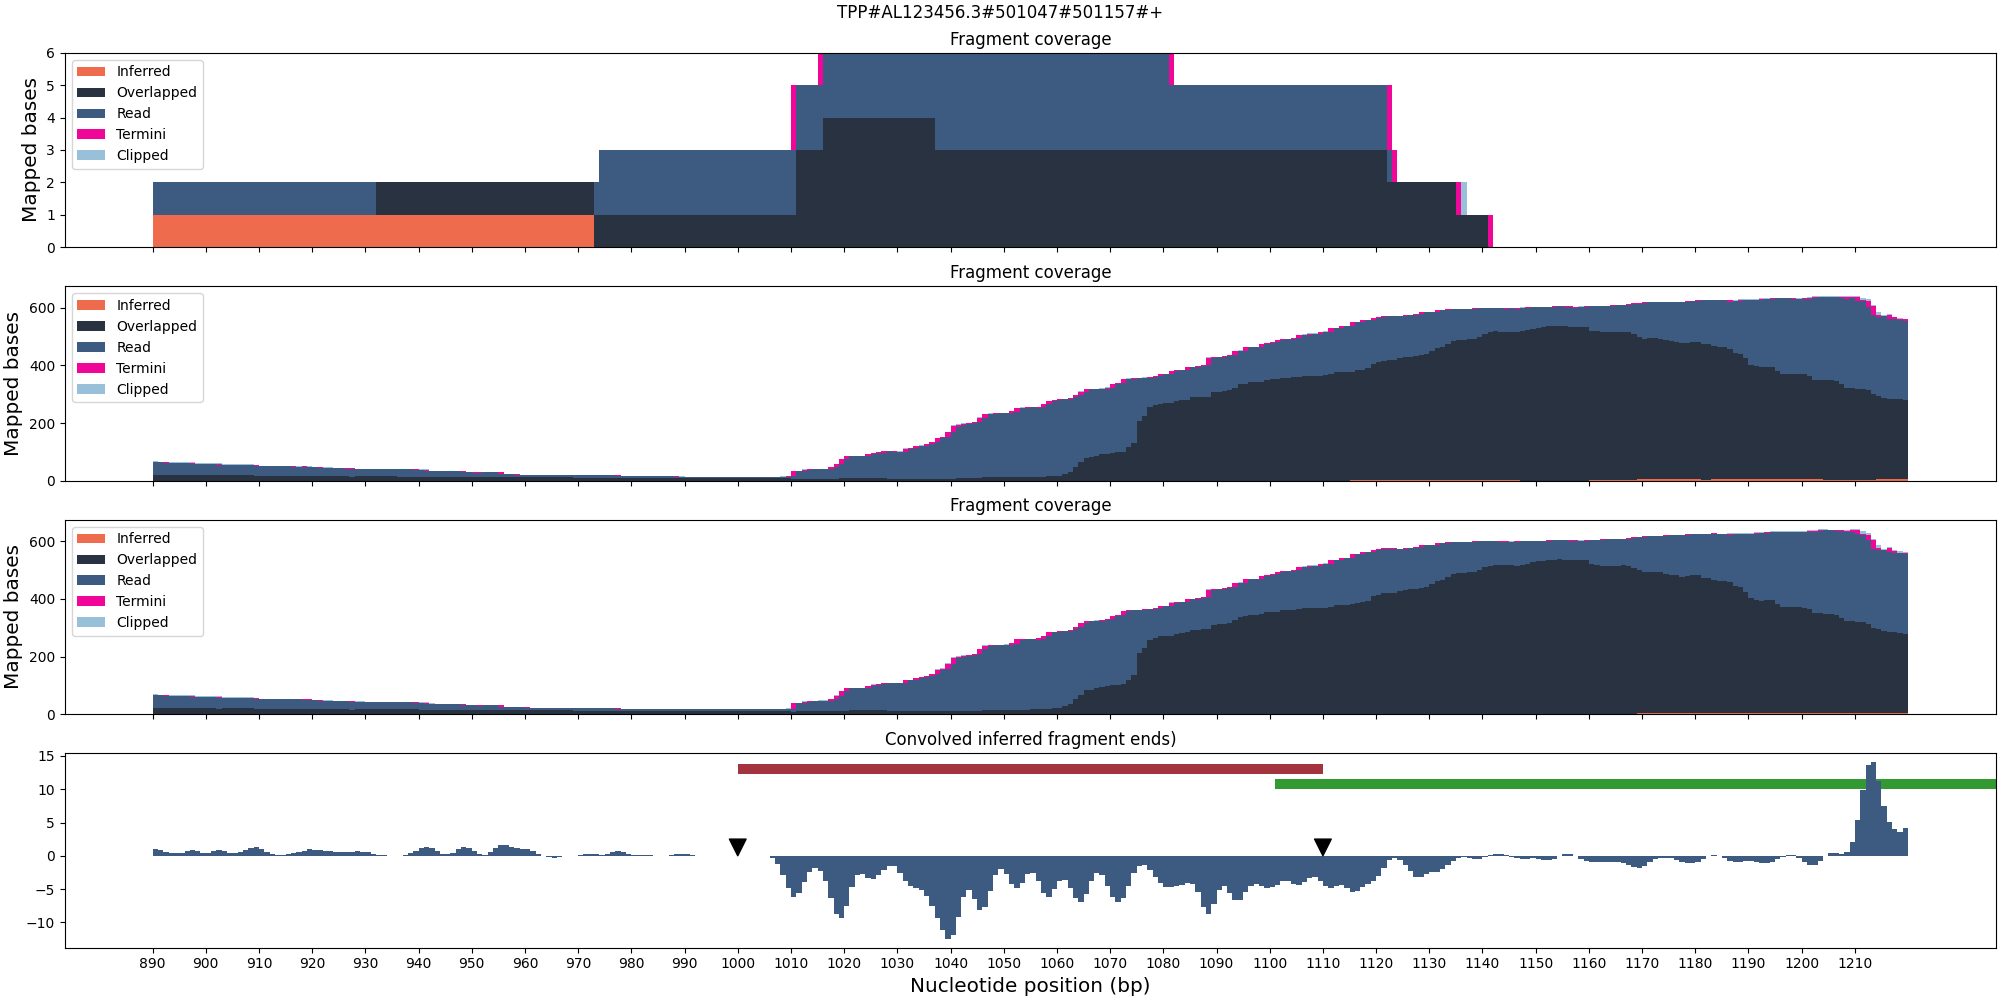 TPP#AL123456.3#501047#501157#+
Fragment coverage
Mapped bases
6
5
4
3
2
1
0
Inferred
Overlapped
Read
Termini
Clipped
Fragment coverage
Mapped bases
600
400
200
0
Inferred
Overlapped
Read
Termini
Clipped
Fragment coverage
Mapped bases
600
400
200
0
Inferred
Overlapped
Read
Termini
Clipped
Convolved inferred fragment ends)
15
10
5
0
−5
−10
890 900 910 920 930 940 950 960 970 980 990 1000 1010 1020 1030 1040 1050 1060 1070 1080 1090 1100 1110 1120 1130 1140 1150 1160 1170 1180 1190 1200 1210
Nucleotide position (bp)